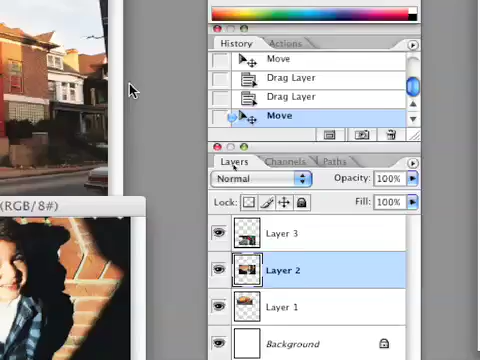 History Actions
Move
Drag Layer
Drag Layer
Move
Layers Channels Paths
Normal Opacity: 100%
Lock: Fill: 100%
(RGB/8#)
Layer 3
Layer 2
Layer 1
Background